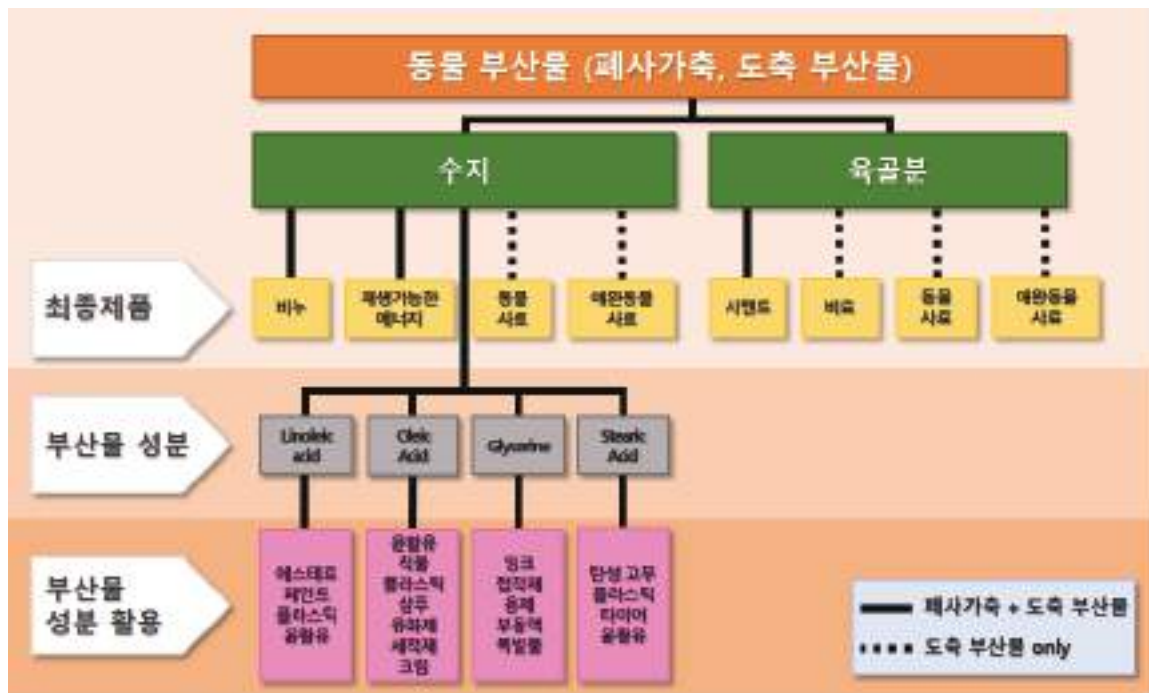 동물 부산물 (폐사가축, 도축 부산물)
수지
육골분
최종제품
비누
재생가능한
에너지
동물
사료
애완동물
사료
시멘트
비료
동물
사료
애완동물
사료
부산물 성분
Linoleic
acid
Oleic
Acid
Glycerine
Stearic
Acid
부산물
성분 활용
에스테르
페인트
플라스틱
윤활유
윤활유
직물
플라스틱
샴푸
유화제
세척제
크림
잉크
접착제
용제
부동액
폭발물
탄성 고무
플라스틱
타이어
윤활유
폐사가축 + 도축 부산물
도축 부산물 only